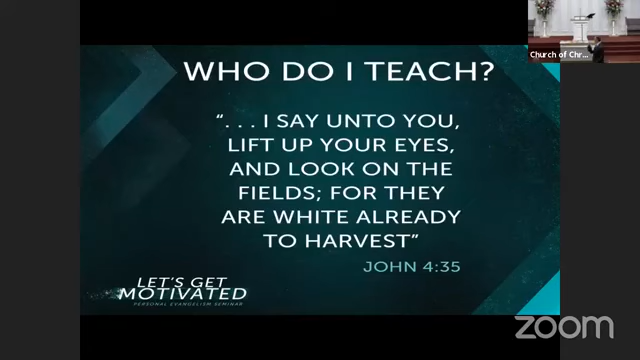 Church of Chr...
WHO DO I TEACH?
“. . . I SAY UNTO YOU,
LIFT UP YOUR EYES,
AND LOOK ON THE
FIELDS; FOR THEY
ARE WHITE ALREADY
TO HARVEST”
JOHN 4:35
LET'S GET
MOTIVATED
PERSONAL EVANGELISM SEMINAR
zoom